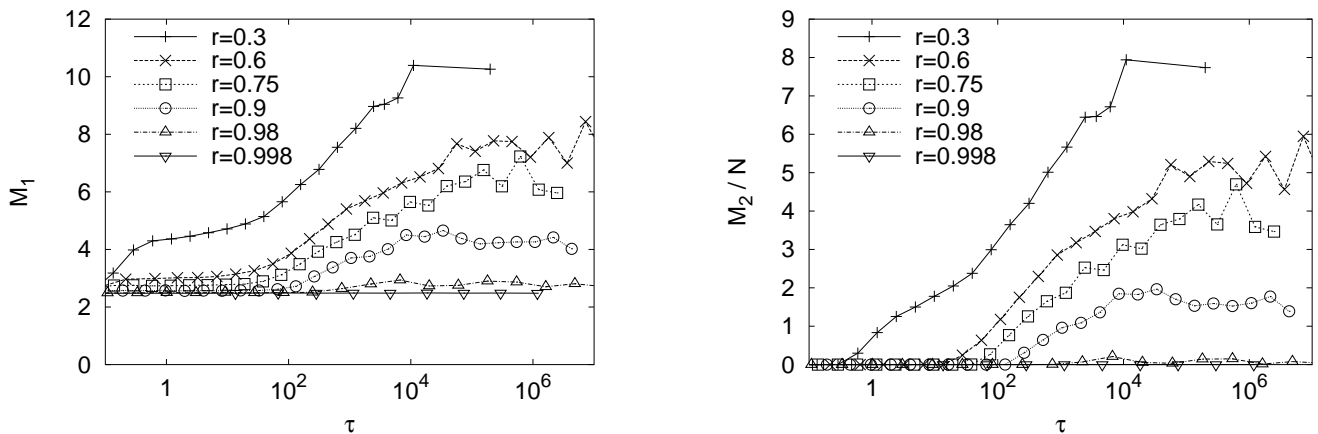 12
10
8
6
4
2
0
M1
r=0.3
r=0.6
r=0.75
r=0.9
r=0.98
r=0.998
1 10^2 10^4 10^6
τ
9
8
7
6
5
4
3
2
1
0
M2 / N
r=0.3
r=0.6
r=0.75
r=0.9
r=0.98
r=0.998
1 10^2 10^4 10^6
τ